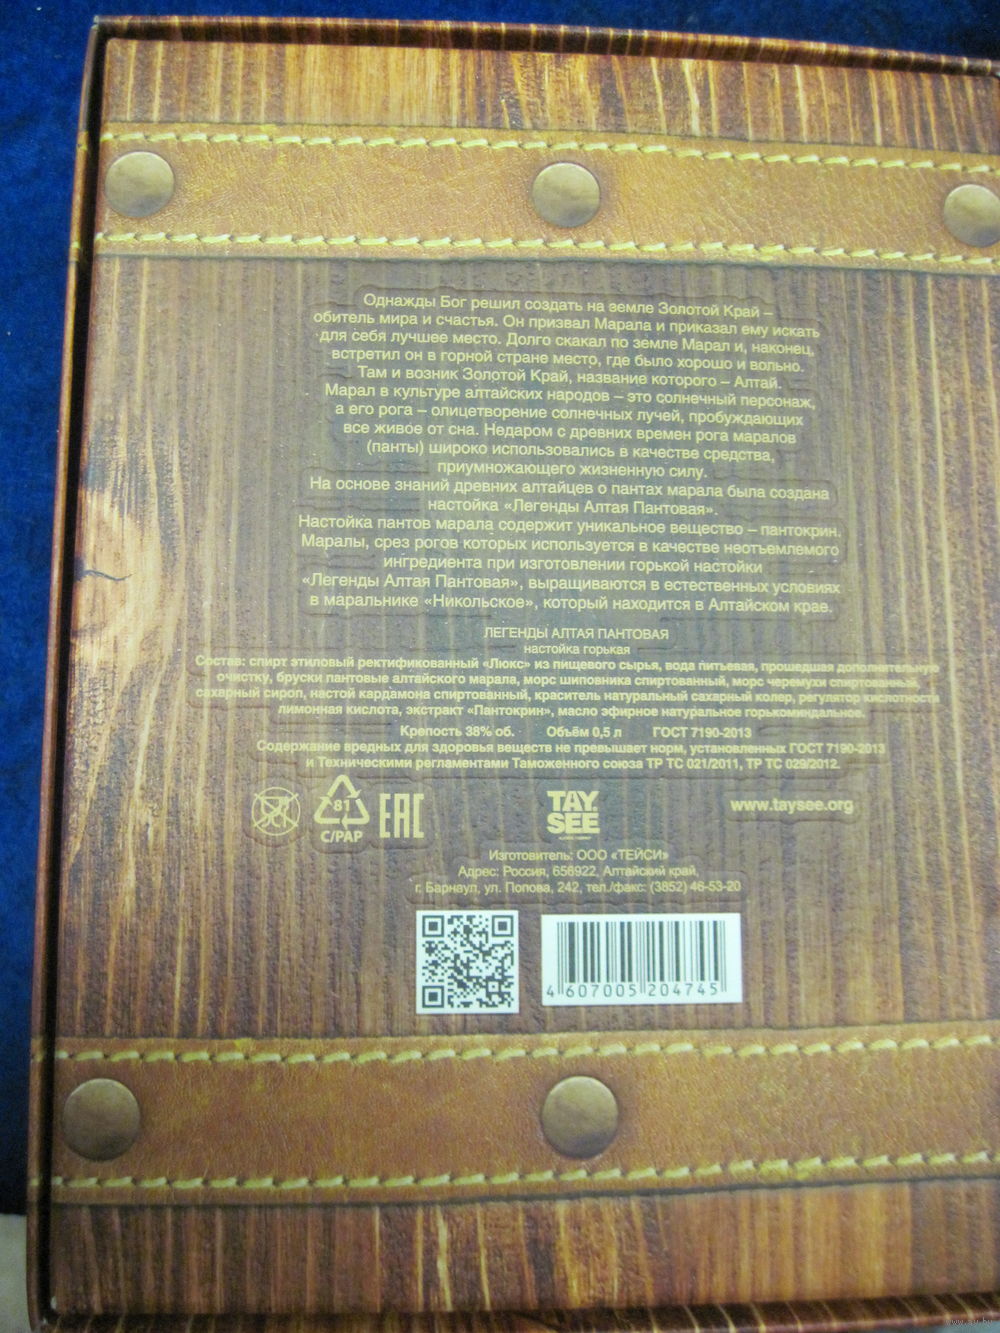 Однажды Бог решил создать на земле Золотой Край –
обитель мира и счастья. Он призвал Марала и приказал ему искать
для себя лучшее место. Долго скакал по земле Марал и, наконец,
встретил он в горной стране место, где было хорошо и вольно.
Там и возник Золотой Край, название которого – Алтай.
Марал в культуре алтайских народов – это солнечный персонаж,
а его рога – олицетворение солнечных лучей, пробуждающих
все живое от сна. Недаром с древних времен рога маралов
(панты) широко использовались в качестве средства,
приумножающего жизненную силу.
На основе знаний древних алтайцев о пантах марала была создана
настойка «Легенды Алтая Пантовая».
Настойка пантов марала содержит уникальное вещество – пантокрин.
Маралы, срез рогов которых используется в качестве неотъемлемого
ингредиента при изготовлении горькой настойки
«Легенды Алтая Пантовая», выращиваются в естественных условиях
в маральнике «Никольское», который находится в Алтайском крае.
ЛЕГЕНДЫ АЛТАЯ ПАНТОВАЯ
настойка горькая
Состав: спирт этиловый ректификованный «Люкс» из пищевого сырья, вода питьевая, прошедшая дополнительную
очистку, бруски пантовые алтайского марала, морс шиповника спиртованный, морс черемухи спиртованный,
сахарный сироп, настой кардамона спиртованный, краситель натуральный сахарный колер, регулятор кислотности
лимонная кислота, экстракт «Пантокрин», масло эфирное натуральное горькоминдальное.
Крепость 38% об. Объём 0,5 л ГОСТ 7190-2013
Содержание вредных для здоровья веществ не превышает норм, установленных ГОСТ 7190-2013
и Техническими регламентами Таможенного союза ТР ТС 021/2011, ТР ТС 029/2012.
81
C/PAP
EAC
TAY
SEE
www.taysee.org
Изготовитель: ООО «ТЕЙСИ»
Адрес: Россия, 656922, Алтайский край,
г. Барнаул, ул. Попова, 242, тел./факс: (3852) 46-53-20
4 607005 204745